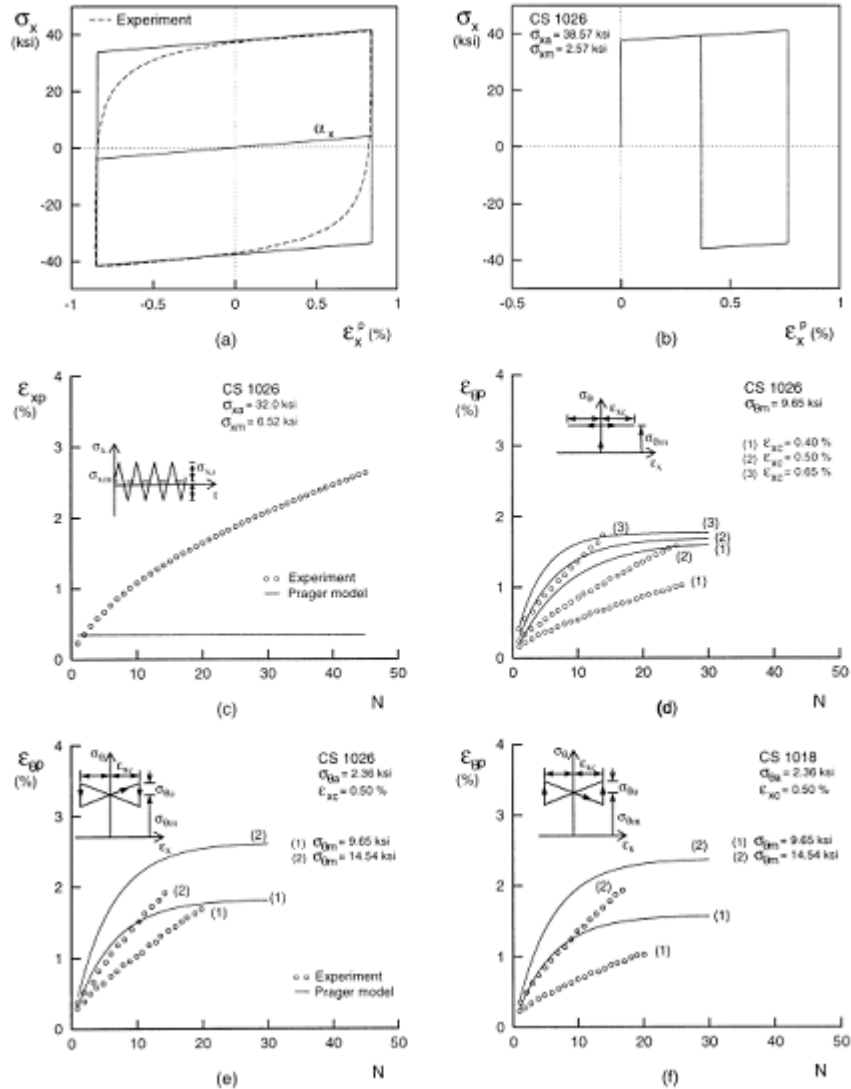 σx
(ksi)
--- Experiment
40
20
0
-20
-40
αx
-1
-0.5
0
0.5
1
(a)
εx^p (%)
σx
(ksi)
CS 1026
σxa = 38.57 ksi
σxm = 2.57 ksi
40
20
0
-20
-40
-0.5
0
0.5
1
(b)
εx^p (%)
εxp
(%)
4
3
2
1
0
CS 1026
σxa = 32.0 ksi
σxm = 6.52 ksi
σx
σxm
σxa
t
○ ○ Experiment
— Prager model
0
10
20
30
40
50
(c)
N
εθp
(%)
4
3
2
1
0
CS 1026
σθm = 9.65 ksi
σθ
εxc
σθm
εx
(1) εxc = 0.40 %
(2) εxc = 0.50 %
(3) εxc = 0.65 %
(3)
(3)
(2)
(1)
(2)
(1)
0
10
20
30
40
50
(d)
N
εθp
(%)
4
3
2
1
0
CS 1026
σθa = 2.36 ksi
εxc = 0.50 %
σθ
εxc
σθa
σθm
εx
(1) σθm = 9.65 ksi
(2) σθm = 14.54 ksi
(2)
(2)
(1)
(1)
○ ○ Experiment
— Prager model
0
10
20
30
40
50
(e)
N
εθp
(%)
4
3
2
1
0
CS 1018
σθa = 2.36 ksi
εxc = 0.50 %
σθ
εxc
σθa
σθm
εx
(1) σθm = 9.65 ksi
(2) σθm = 14.54 ksi
(2)
(2)
(1)
(1)
0
10
20
30
40
50
(f)
N